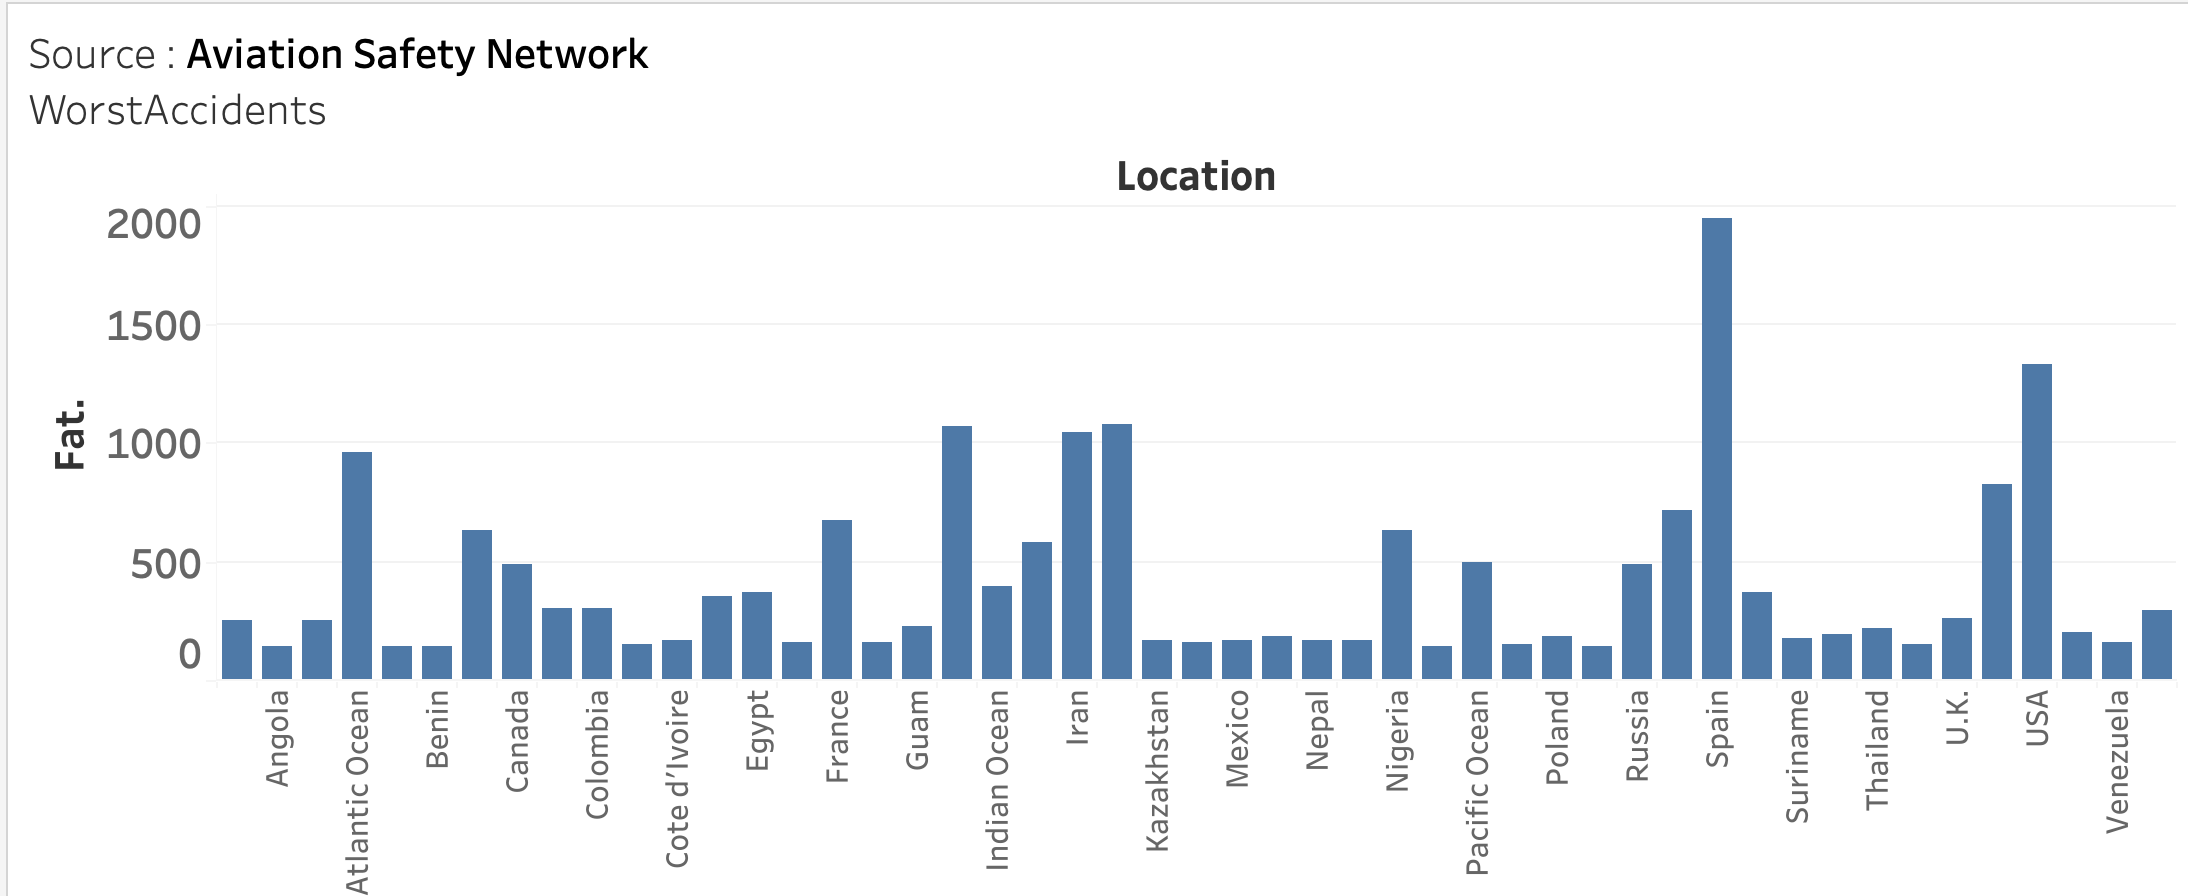 Source : Aviation Safety Network
WorstAccidents
Location
Fat.
2000
1500
1000
500
0
Angola
Atlantic Ocean
Benin
Canada
Colombia
Cote d’Ivoire
Egypt
France
Guam
Indian Ocean
Iran
Kazakhstan
Mexico
Nepal
Nigeria
Pacific Ocean
Poland
Russia
Spain
Suriname
Thailand
U.K.
USA
Venezuela